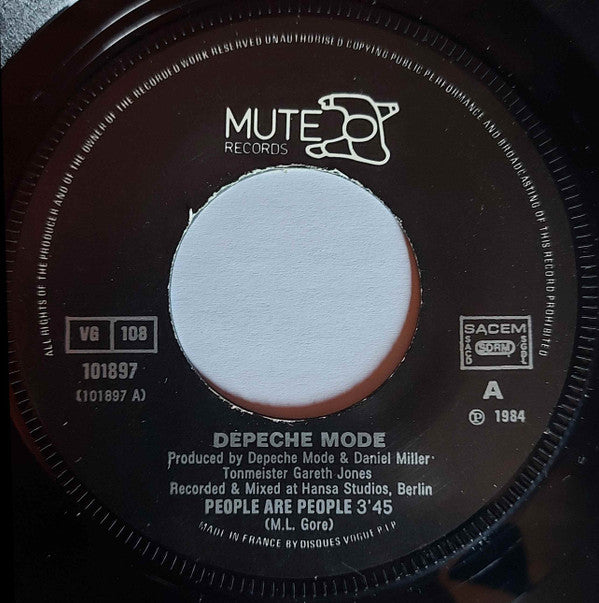 ALL RIGHTS OF THE PRODUCER AND OF THE OWNER OF THE RECORDED WORK RESERVED UNAUTHORISED COPYING PUBLIC PERFORMANCE AND BROADCASTING OF THIS RECORD PROHIBITED
MUTE
RECORDS
VG 108
101897
(101897 A)
SACEM
SACD SDRM SGDL
A
℗ 1984
DEPECHE MODE
Produced by Depeche Mode & Daniel Miller
Tonmeister Gareth Jones
Recorded & Mixed at Hansa Studios, Berlin
PEOPLE ARE PEOPLE 3'45
(M.L. Gore)
MADE IN FRANCE BY DISQUES VOGUE P.I.P